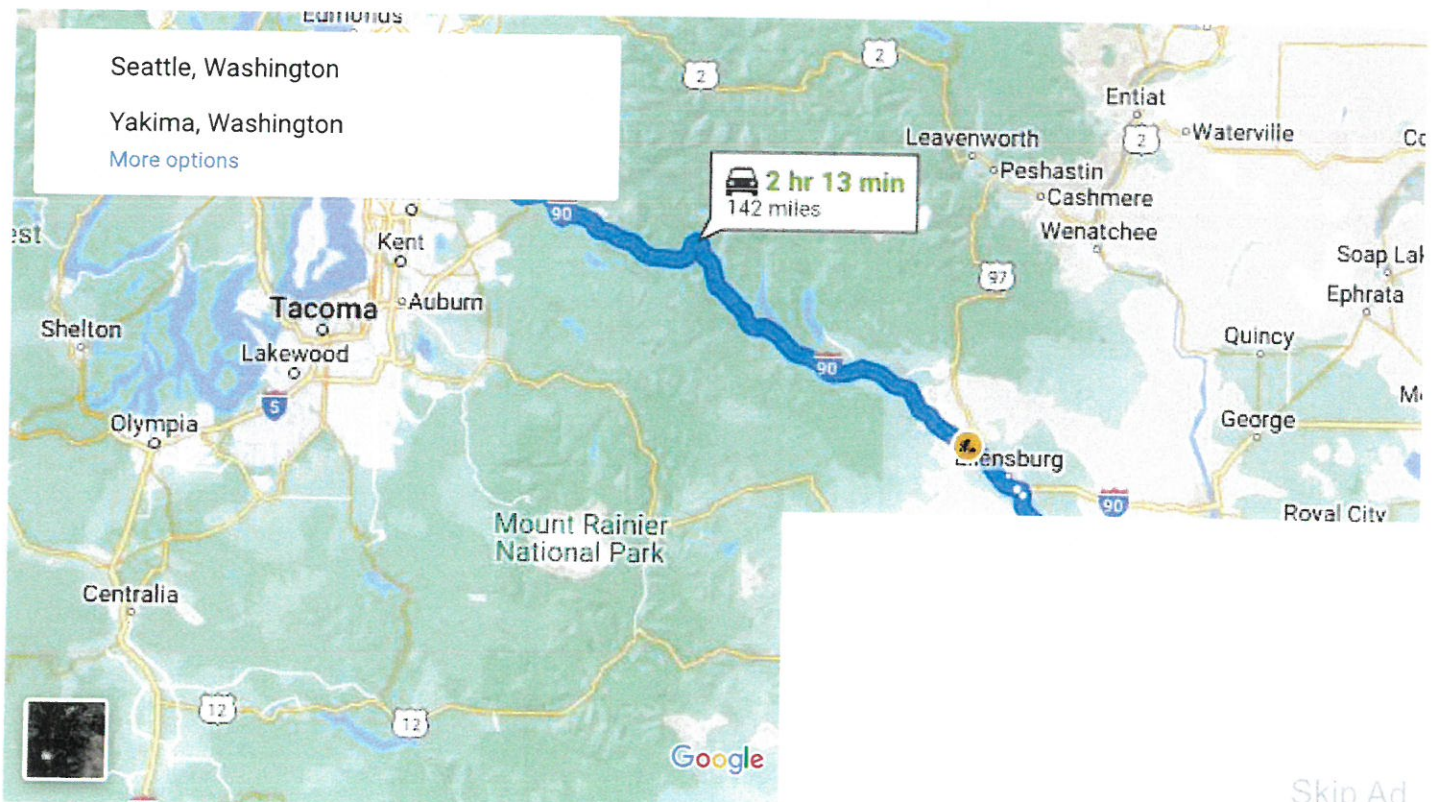 Edmonds
Seattle, Washington
Yakima, Washington
More options
2
2
Entiat
2
Waterville
Leavenworth
Peshastin
Cashmere
Wenatchee
2 hr 13 min
142 miles
90
Kent
97
Soap
Ephrata
Tacoma
Auburn
Shelton
Lakewood
Quincy
90
5
Olympia
George
Ellensburg
90
Royal City
Mount Rainier
National Park
Centralia
12
12
Google
Skip Ad